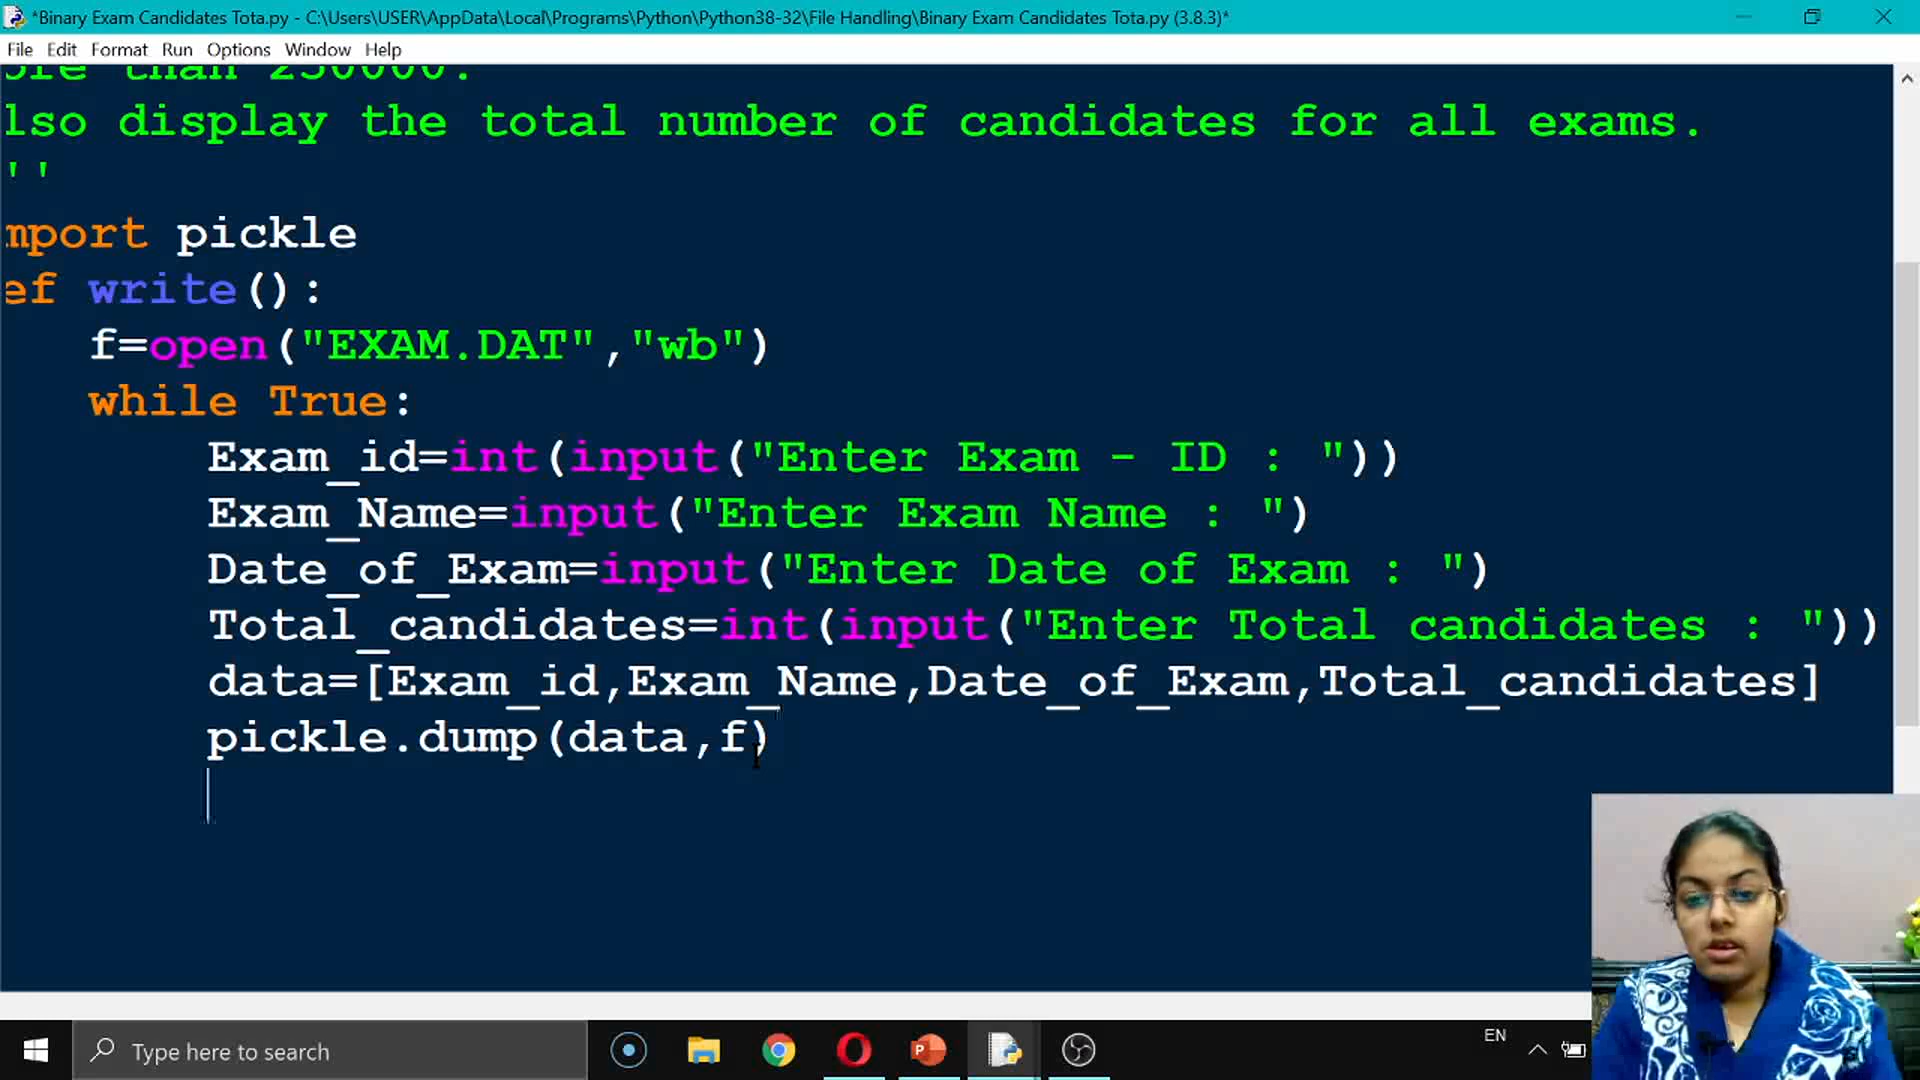 *Binary Exam Candidates Tota.py - C:\Users\USER\AppData\Local\Programs\Python\Python38-32\File Handling\Binary Exam Candidates Tota.py (3.8.3)*
File Edit Format Run Options Window Help
ore than 250000.
lso display the total number of candidates for all exams.
''
mport pickle
ef write():
f=open("EXAM.DAT","wb")
while True:
Exam_id=int(input("Enter Exam - ID : "))
Exam_Name=input("Enter Exam Name : ")
Date_of_Exam=input("Enter Date of Exam : ")
Total_candidates=int(input("Enter Total candidates : "))
data=[Exam_id,Exam_Name,Date_of_Exam,Total_candidates]
pickle.dump(data,f)
Type here to search
EN